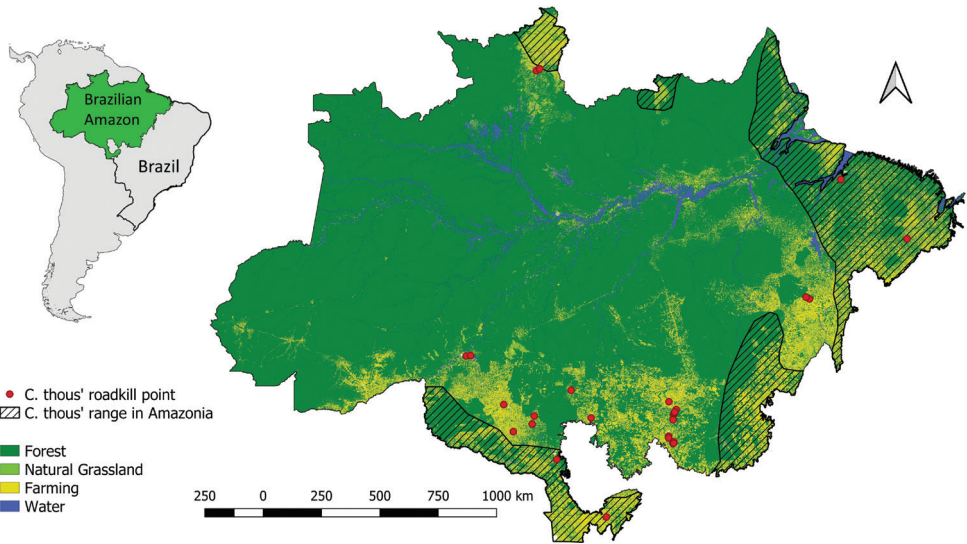 Brazilian
Amazon
Brazil
C. thous' roadkill point
C. thous' range in Amazonia
Forest
Natural Grassland
Farming
Water
250 0 250 500 750 1000 km